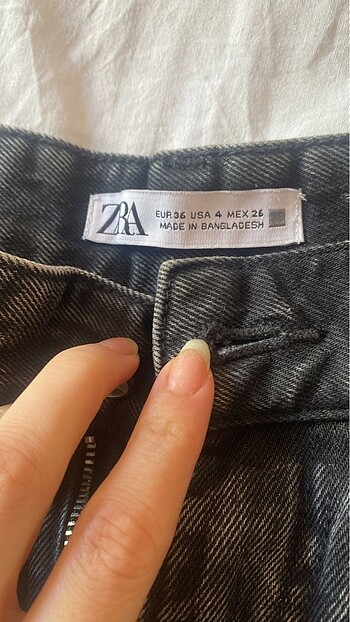 ZARA
EUR 36 USA 4 MEX 26
MADE IN BANGLADESH